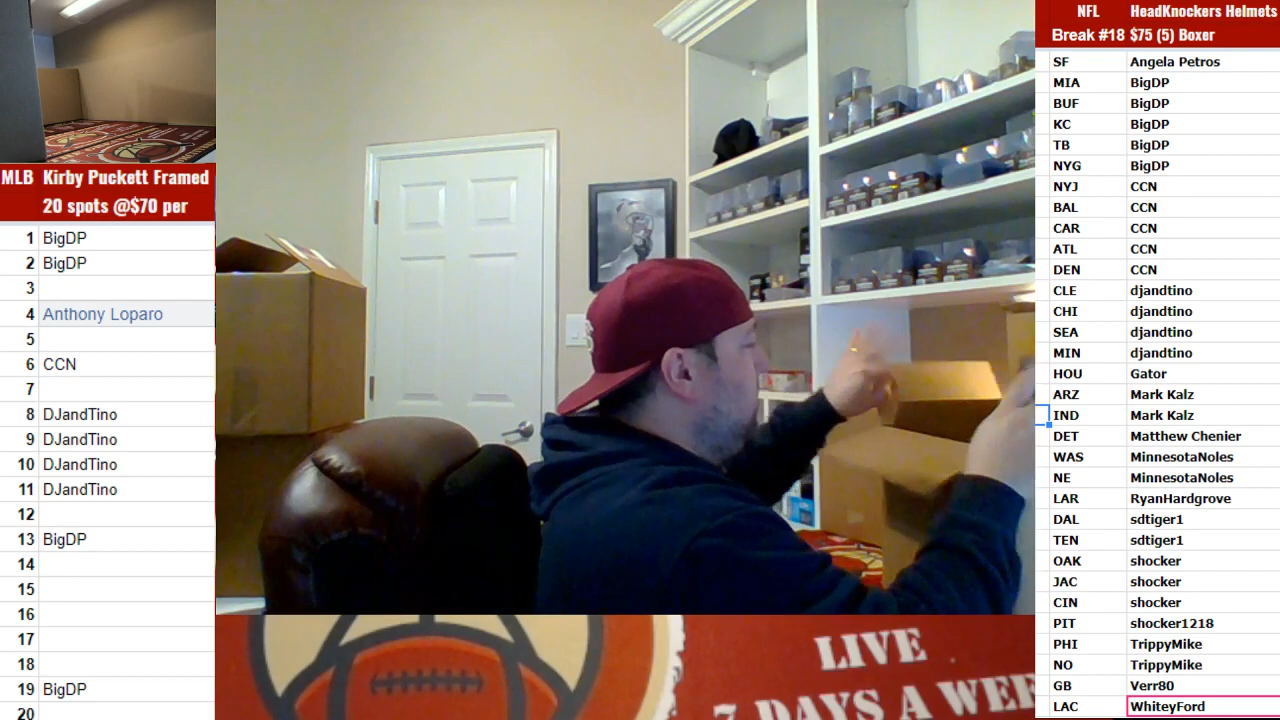 MLB Kirby Puckett Framed
20 spots @$70 per
1 BigDP
2 BigDP
3
4 Anthony Loparo
5
6 CCN
7
8 DJandTino
9 DJandTino
10 DJandTino
11 DJandTino
12
13 BigDP
14
15
16
17
18
19 BigDP
20
LIVE
7 DAYS A WEE
NFL HeadKnockers Helmets
Break #18 $75 (5) Boxer
SF Angela Petros
MIA BigDP
BUF BigDP
KC BigDP
TB BigDP
NYG BigDP
NYJ CCN
BAL CCN
CAR CCN
ATL CCN
DEN CCN
CLE djandtino
CHI djandtino
SEA djandtino
MIN djandtino
HOU Gator
ARZ Mark Kalz
IND Mark Kalz
DET Matthew Chenier
WAS MinnesotaNoles
NE MinnesotaNoles
LAR RyanHardgrove
DAL sdtiger1
TEN sdtiger1
OAK shocker
JAC shocker
CIN shocker
PIT shocker1218
PHI TrippyMike
NO TrippyMike
GB Verr80
LAC WhiteyFord